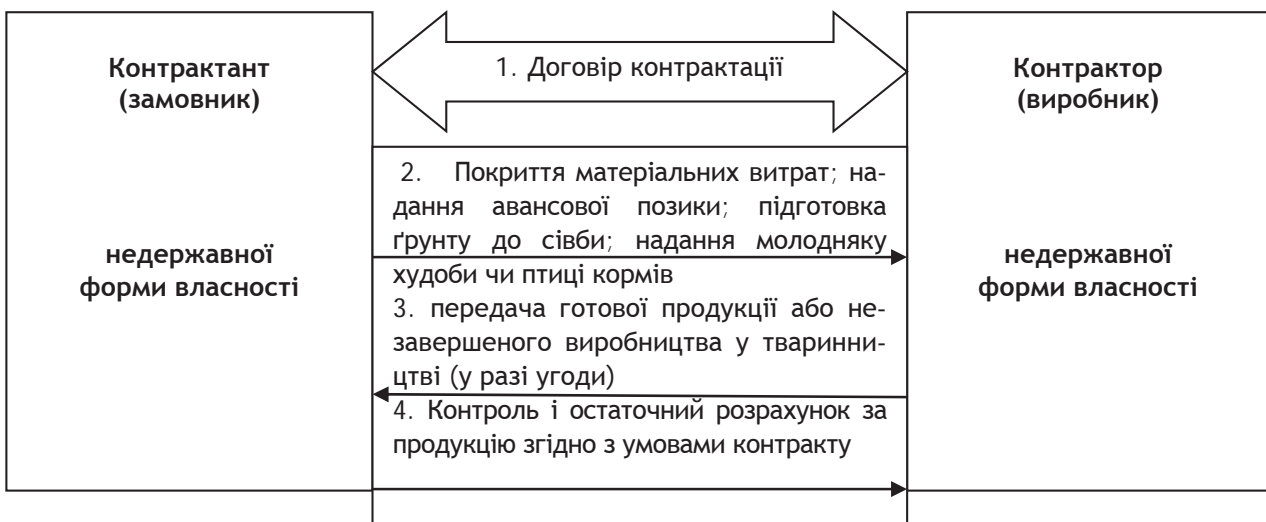 Контрактант
(замовник)
недержавної
форми власності
1. Договір контрактації
2. Покриття матеріальних витрат; на-
дання авансової позики; підготовка
ґрунту до сівби; надання молодняку
худоби чи птиці кормів
3. передача готової продукції або не-
завершеного виробництва у тваринни-
цтві (у разі угоди)
4. Контроль і остаточний розрахунок за
продукцію згідно з умовами контракту
Контрактор
(виробник)
недержавної
форми власності